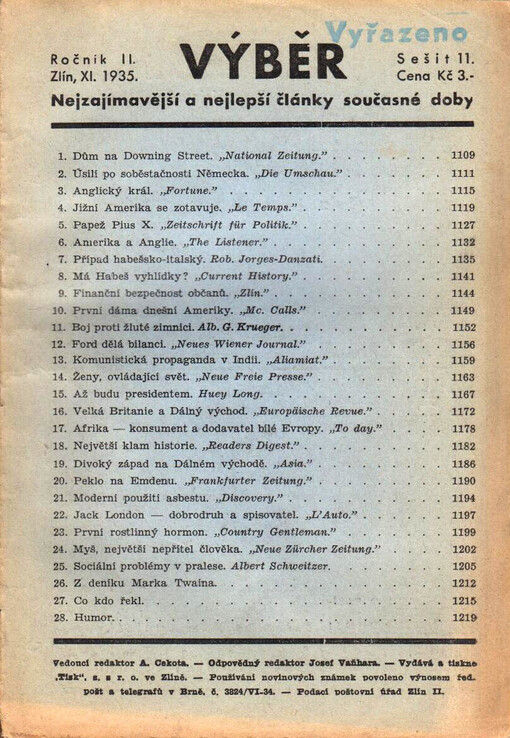 Vyřazeno
Ročník II.
Zlín, XI. 1935.
VÝBĚR
Sešit 11.
Cena Kč 3.-
Nejzajímavější a nejlepší články současné doby
1. Dům na Downing Street. „National Zeitung.” . . . . . . . . 1109
2. Úsilí po soběstačnosti Německa. „Die Umschau.” . . . . . . . 1111
3. Anglický král. „Fortune.” . . . . . . . . . . . . . . 1115
4. Jižní Amerika se zotavuje. „Le Temps.” . . . . . . . . . . 1119
5. Papež Pius X. „Zeitschrift für Politik.” . . . . . . . . . . 1127
6. Amerika a Anglie. „The Listener.” . . . . . . . . . . . . 1132
7. Případ habešsko-italský. Rob. Jorges-Danzati. . . . . . . . . 1135
8. Má Habeš vyhlídky? „Current History.” . . . . . . . . . . 1141
9. Finanční bezpečnost občanů. „Zlín.” . . . . . . . . . . . 1144
10. První dáma dnešní Ameriky. „Mc. Calls.” . . . . . . . . . 1149
11. Boj proti žluté zimnici. Alb. G. Krueger. . . . . . . . . . . 1152
12. Ford dělá bilanci. „Neues Wiener Journal.” . . . . . . . . . 1156
13. Komunistická propaganda v Indii. „Aliamiat.” . . . . . . . . 1159
14. Ženy, ovládající svět. „Neue Freie Presse.” . . . . . . . . . 1163
15. Až budu presidentem. Huey Long. . . . . . . . . . . . . 1167
16. Velká Britanie a Dálný východ. „Europäische Revue.” . . . . . 1172
17. Afrika — konsument a dodavatel bílé Evropy. „To day.” . . . . 1178
18. Největší klam historie. „Readers Digest.” . . . . . . . . . . 1182
19. Divoký západ na Dálném východě. „Asia.” . . . . . . . . . 1186
20. Peklo na Emdenu. „Frankfurter Zeitung.” . . . . . . . . . 1190
21. Moderní použití asbestu. „Discovery.” . . . . . . . . . . . 1194
22. Jack London — dobrodruh a spisovatel. „L'Auto.” . . . . . . 1197
23. První rostlinný hormon. „Country Gentleman.” . . . . . . . 1199
24. Myš, největší nepřítel člověka. „Neue Zürcher Zeitung.” . . . . 1202
25. Sociální problémy v pralese. Albert Schweitzer. . . . . . . . . 1205
26. Z deníku Marka Twaina. . . . . . . . . . . . . . . . 1212
27. Co kdo řekl. . . . . . . . . . . . . . . . . . . . . 1215
28. Humor. . . . . . . . . . . . . . . . . . . . . . . 1219
Vedoucí redaktor A. Cekota. — Odpovědný redaktor Josef Vaňhara. — Vydává a tiskne
„Tisk”, s. s r. o. ve Zlíně. — Používání novinových známek povoleno výnosem řed.
pošt a telegrafů v Brně, č. 3824/VI-34. — Podací poštovní úřad Zlín II.